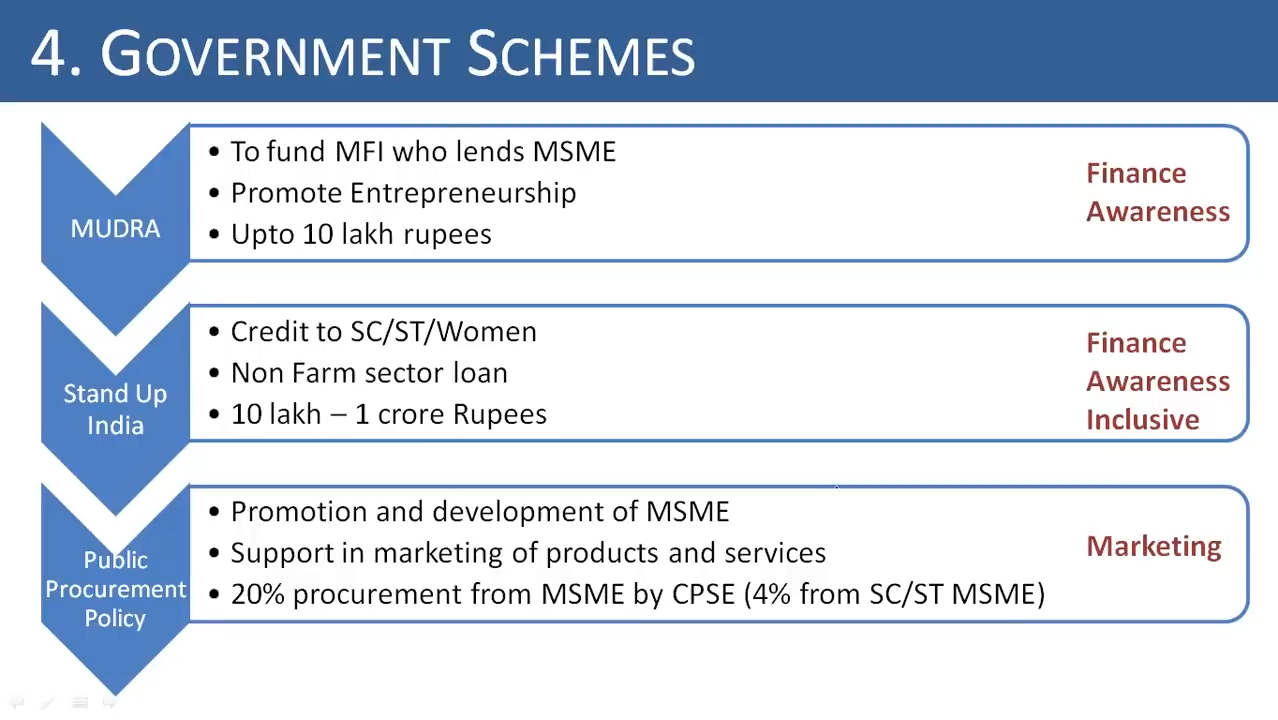 4. GOVERNMENT SCHEMES
MUDRA
• To fund MFI who lends MSME
• Promote Entrepreneurship
• Upto 10 lakh rupees
Finance
Awareness
Stand Up
India
• Credit to SC/ST/Women
• Non Farm sector loan
• 10 lakh – 1 crore Rupees
Finance
Awareness
Inclusive
Public
Procurement
Policy
• Promotion and development of MSME
• Support in marketing of products and services
• 20% procurement from MSME by CPSE (4% from SC/ST MSME)
Marketing